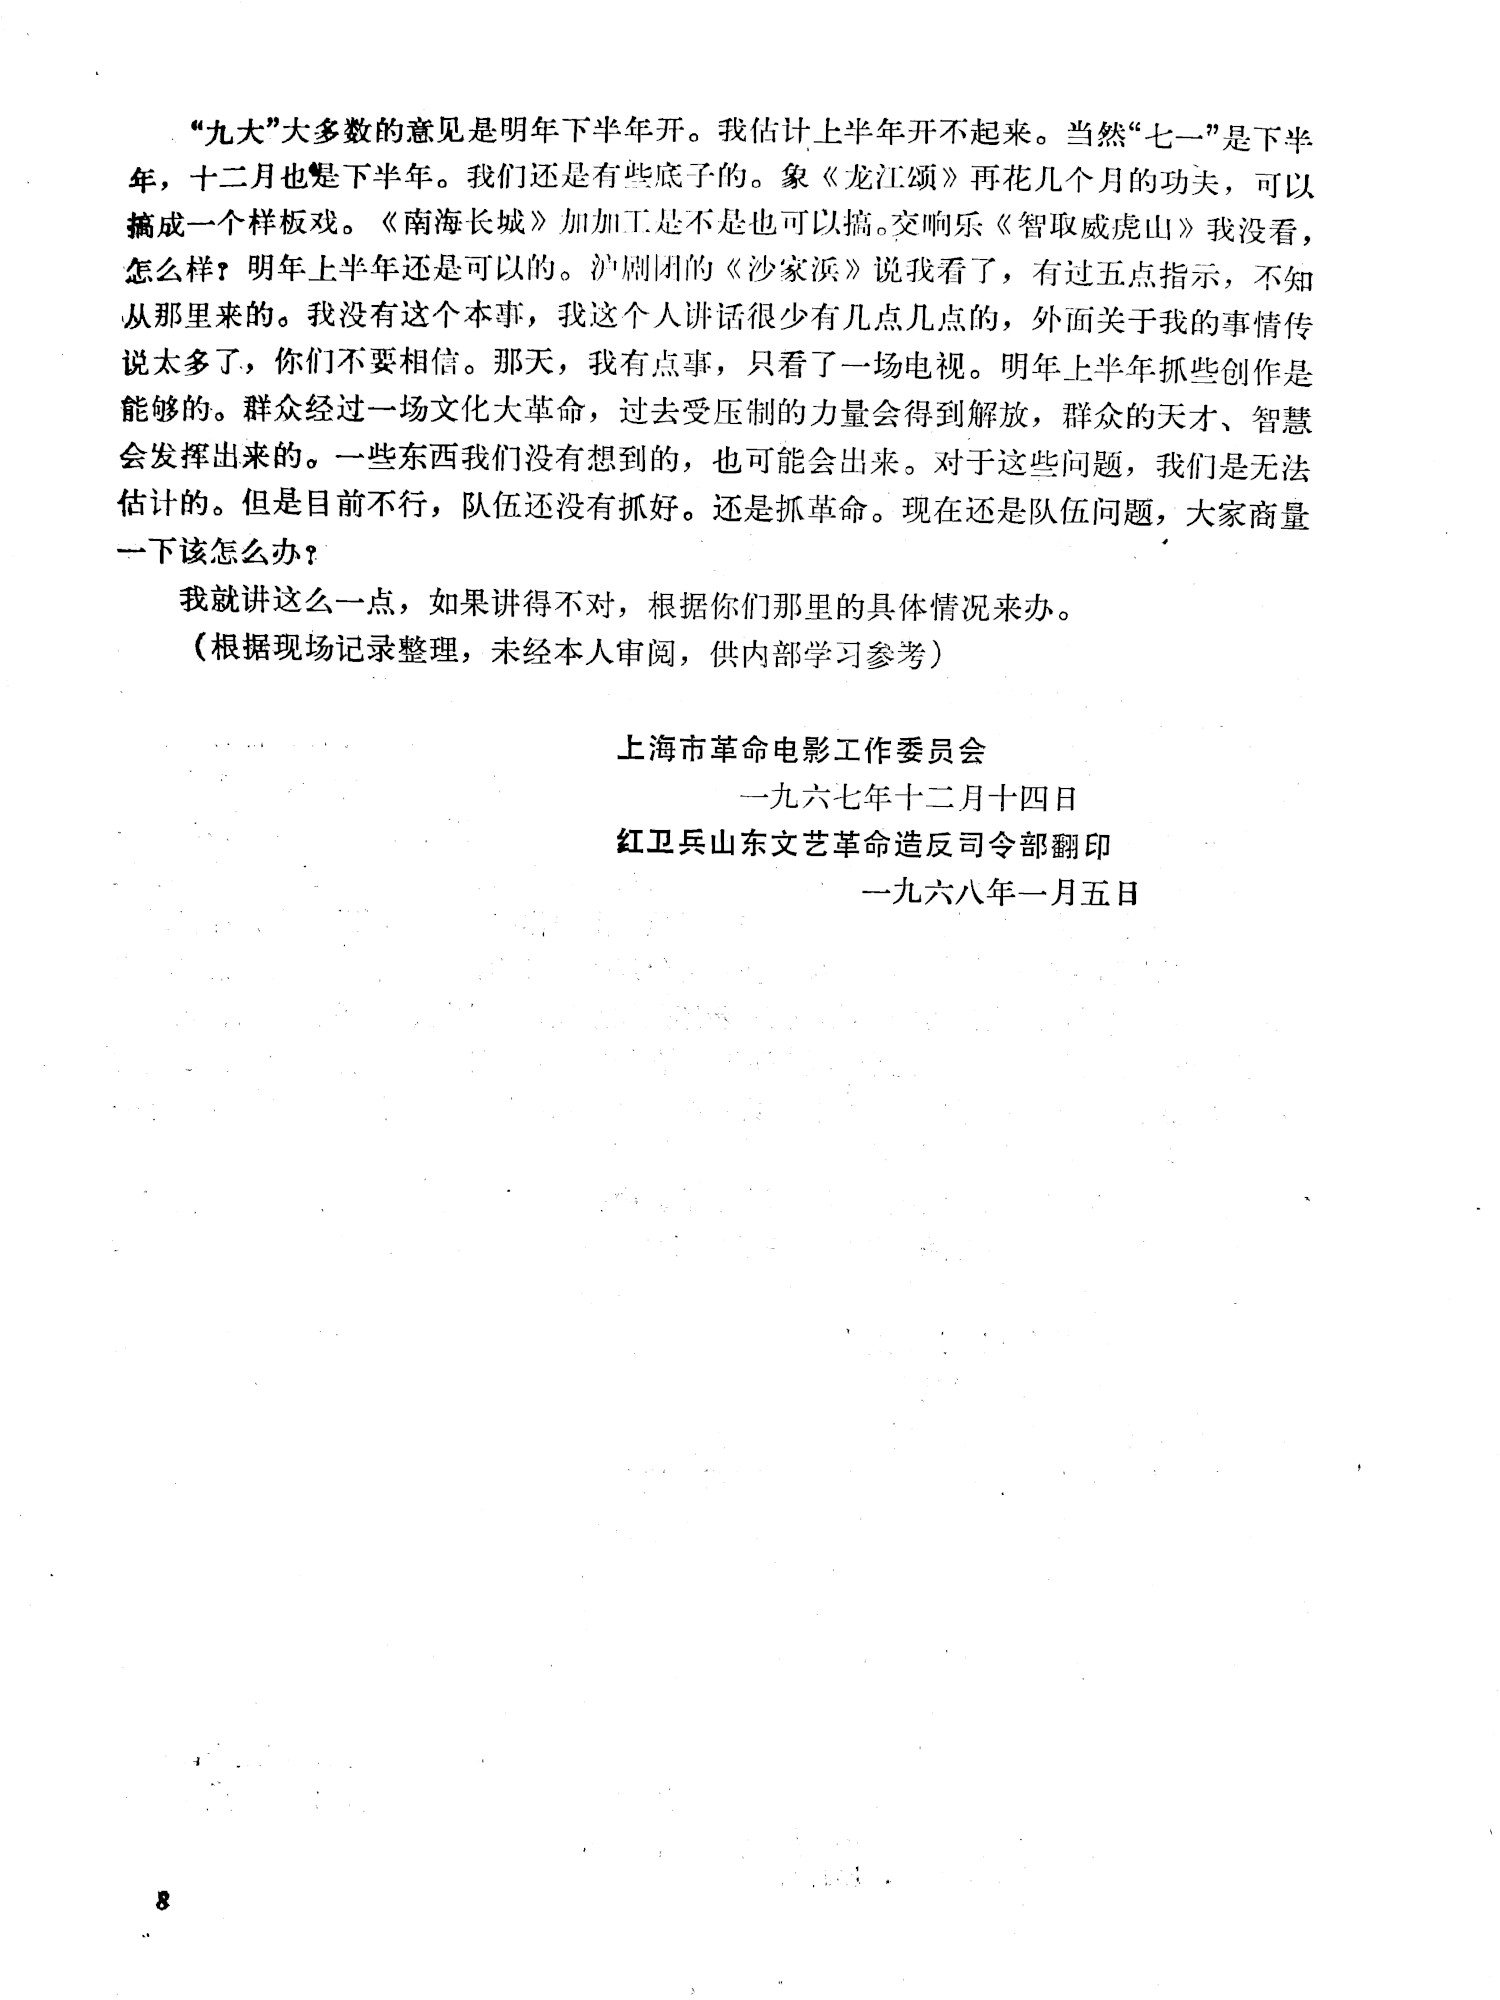 “九大”大多数的意见是明年下半年开。我估计上半年开不起来。当然“七一”是下半
年，十二月也是下半年。我们还是有些底子的。象《龙江颂》再花几个月的功夫，可以
搞成一个样板戏。《南海长城》加加工是不是也可以搞。交响乐《智取威虎山》我没看，
怎么样？明年上半年还是可以的。沪剧团的《沙家浜》说我看了，有过五点指示，不知
从那里来的。我没有这个本事，我这个人讲话很少有几点几点的，外面关于我的事情传
说太多了，你们不要相信。那天，我有点事，只看了一场电视。明年上半年抓些创作是
能够的。群众经过一场文化大革命，过去受压制的力量会得到解放，群众的天才、智慧
会发挥出来的。一些东西我们没有想到的，也可能会出来。对于这些问题，我们是无法
估计的。但是目前不行，队伍还没有抓好。还是抓革命。现在还是队伍问题，大家商量
一下该怎么办？
我就讲这么一点，如果讲得不对，根据你们那里的具体情况来办。
（根据现场记录整理，未经本人审阅，供内部学习参考）
上海市革命电影工作委员会
一九六七年十二月十四日
红卫兵山东文艺革命造反司令部翻印
一九六八年一月五日
8